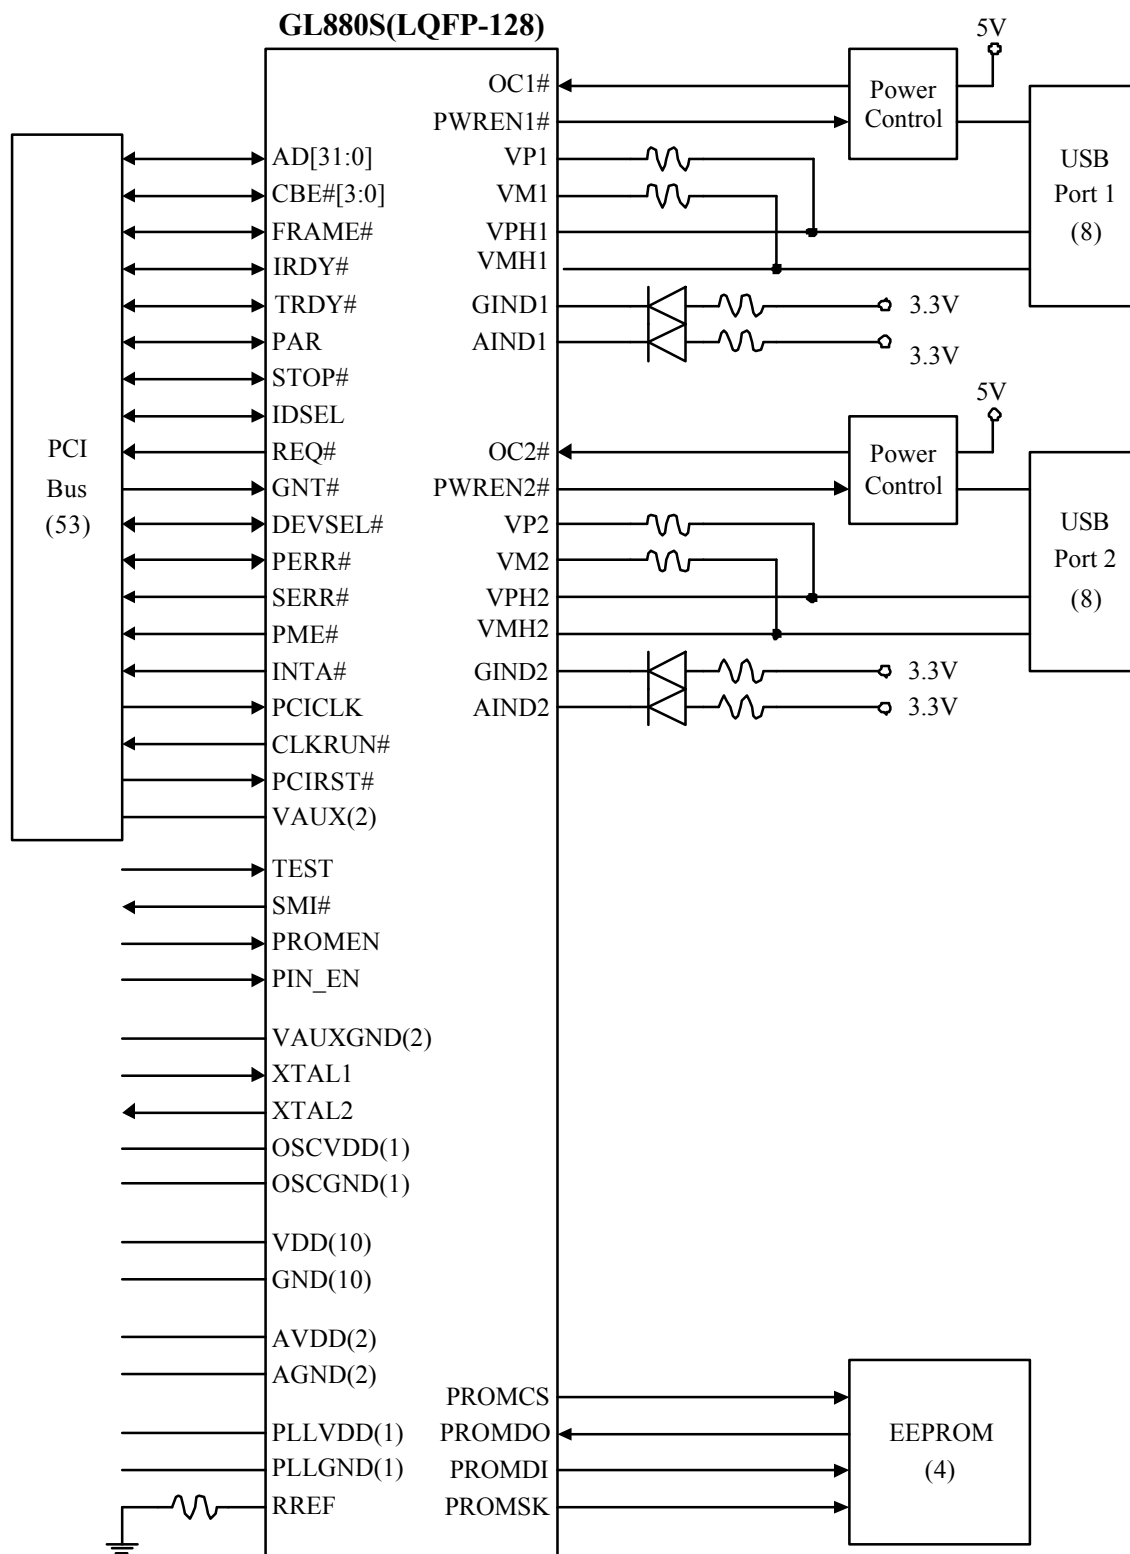 GL880S(LQFP-128)
PCI
Bus
(53)
AD[31:0]
CBE#[3:0]
FRAME#
IRDY#
TRDY#
PAR
STOP#
IDSEL
REQ#
GNT#
DEVSEL#
PERR#
SERR#
PME#
INTA#
PCICLK
CLKRUN#
PCIRST#
VAUX(2)
TEST
SMI#
PROMEN
PIN_EN
VAUXGND(2)
XTAL1
XTAL2
OSCVDD(1)
OSCGND(1)
VDD(10)
GND(10)
AVDD(2)
AGND(2)
PLLVDD(1)
PLLGND(1)
RREF
OC1#
PWREN1#
VP1
VM1
VPH1
VMH1
GIND1
AIND1
OC2#
PWREN2#
VP2
VM2
VPH2
VMH2
GIND2
AIND2
PROMCS
PROMDO
PROMDI
PROMSK
5V
Power
Control
USB
Port 1
(8)
3.3V
3.3V
5V
Power
Control
USB
Port 2
(8)
3.3V
3.3V
EEPROM
(4)